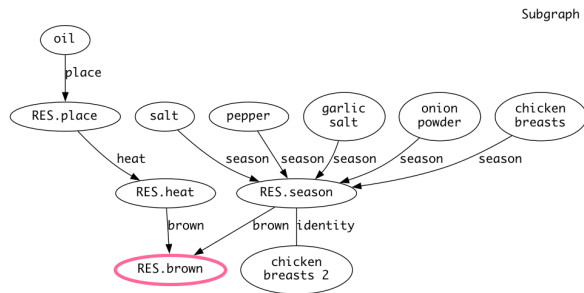 Subgraph
oil
place
RES.place
salt
pepper
garlic
salt
onion
powder
chicken
breasts
heat
season
season
season
season
season
RES.heat
RES.season
brown
brown
identity
RES.brown
chicken
breasts 2